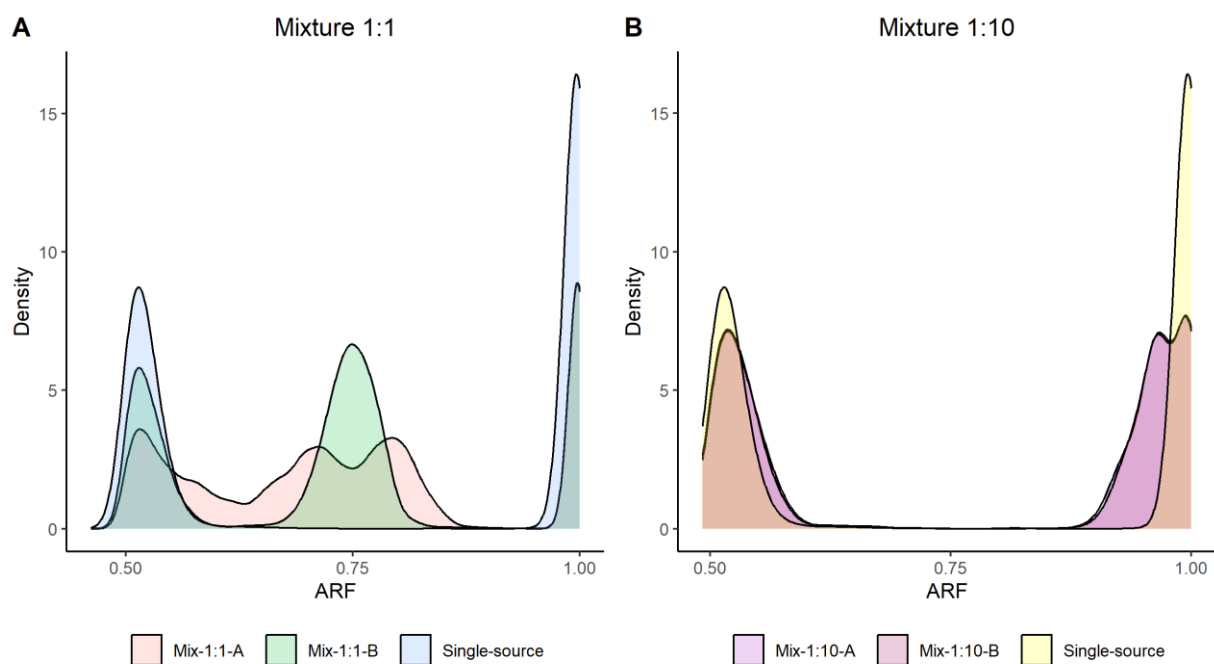 A
Mixture 1:1
Density
15
10
5
0
0.50
0.75
1.00
ARF
Mix-1:1-A
Mix-1:1-B
Single-source
B
Mixture 1:10
Density
15
10
5
0
0.50
0.75
1.00
ARF
Mix-1:10-A
Mix-1:10-B
Single-source